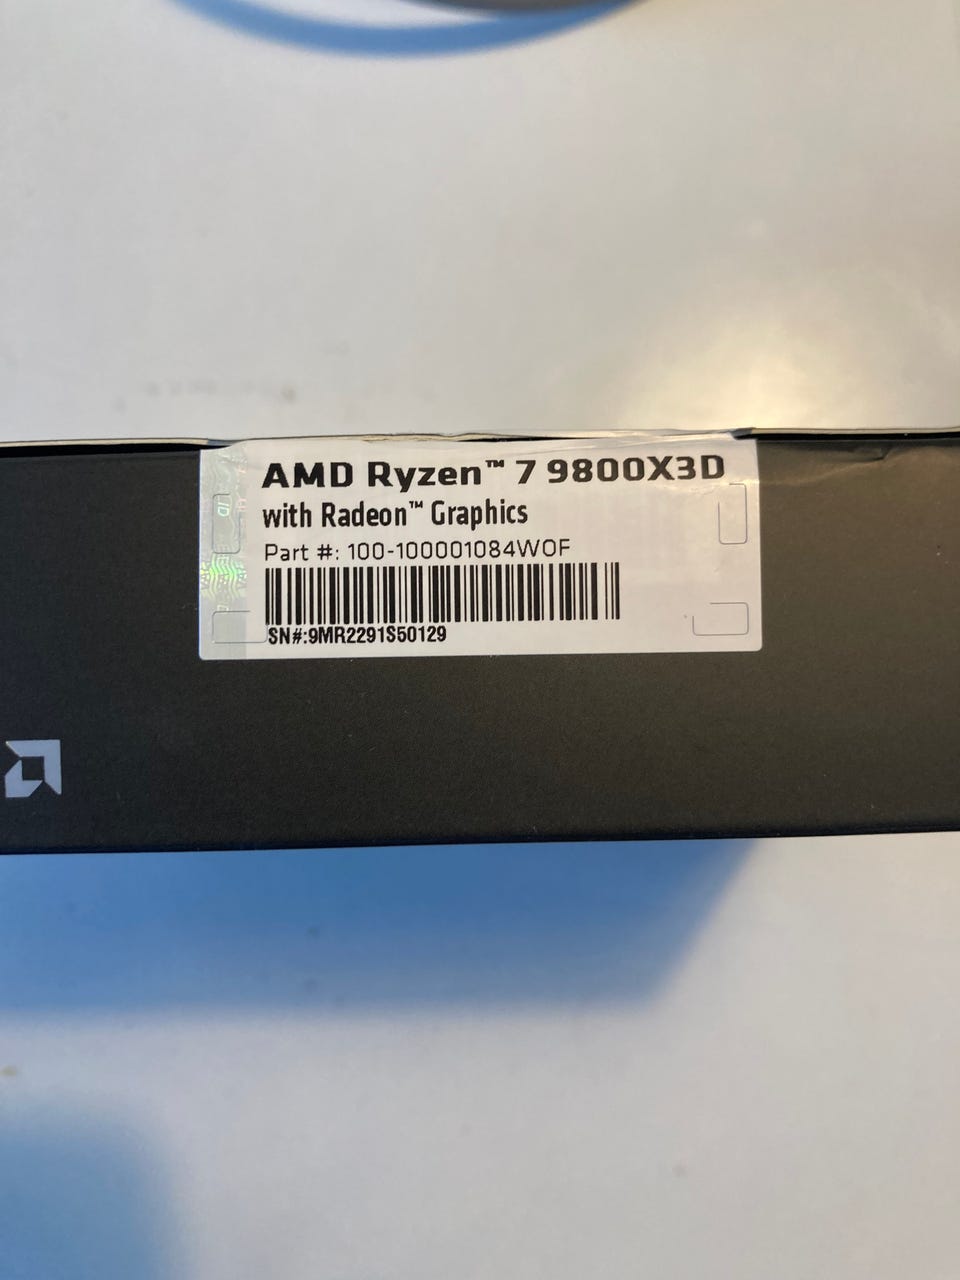 AMD Ryzen™ 7 9800X3D
with Radeon™ Graphics
Part #: 100-100001084WOF
SN#:9MR2291S50129